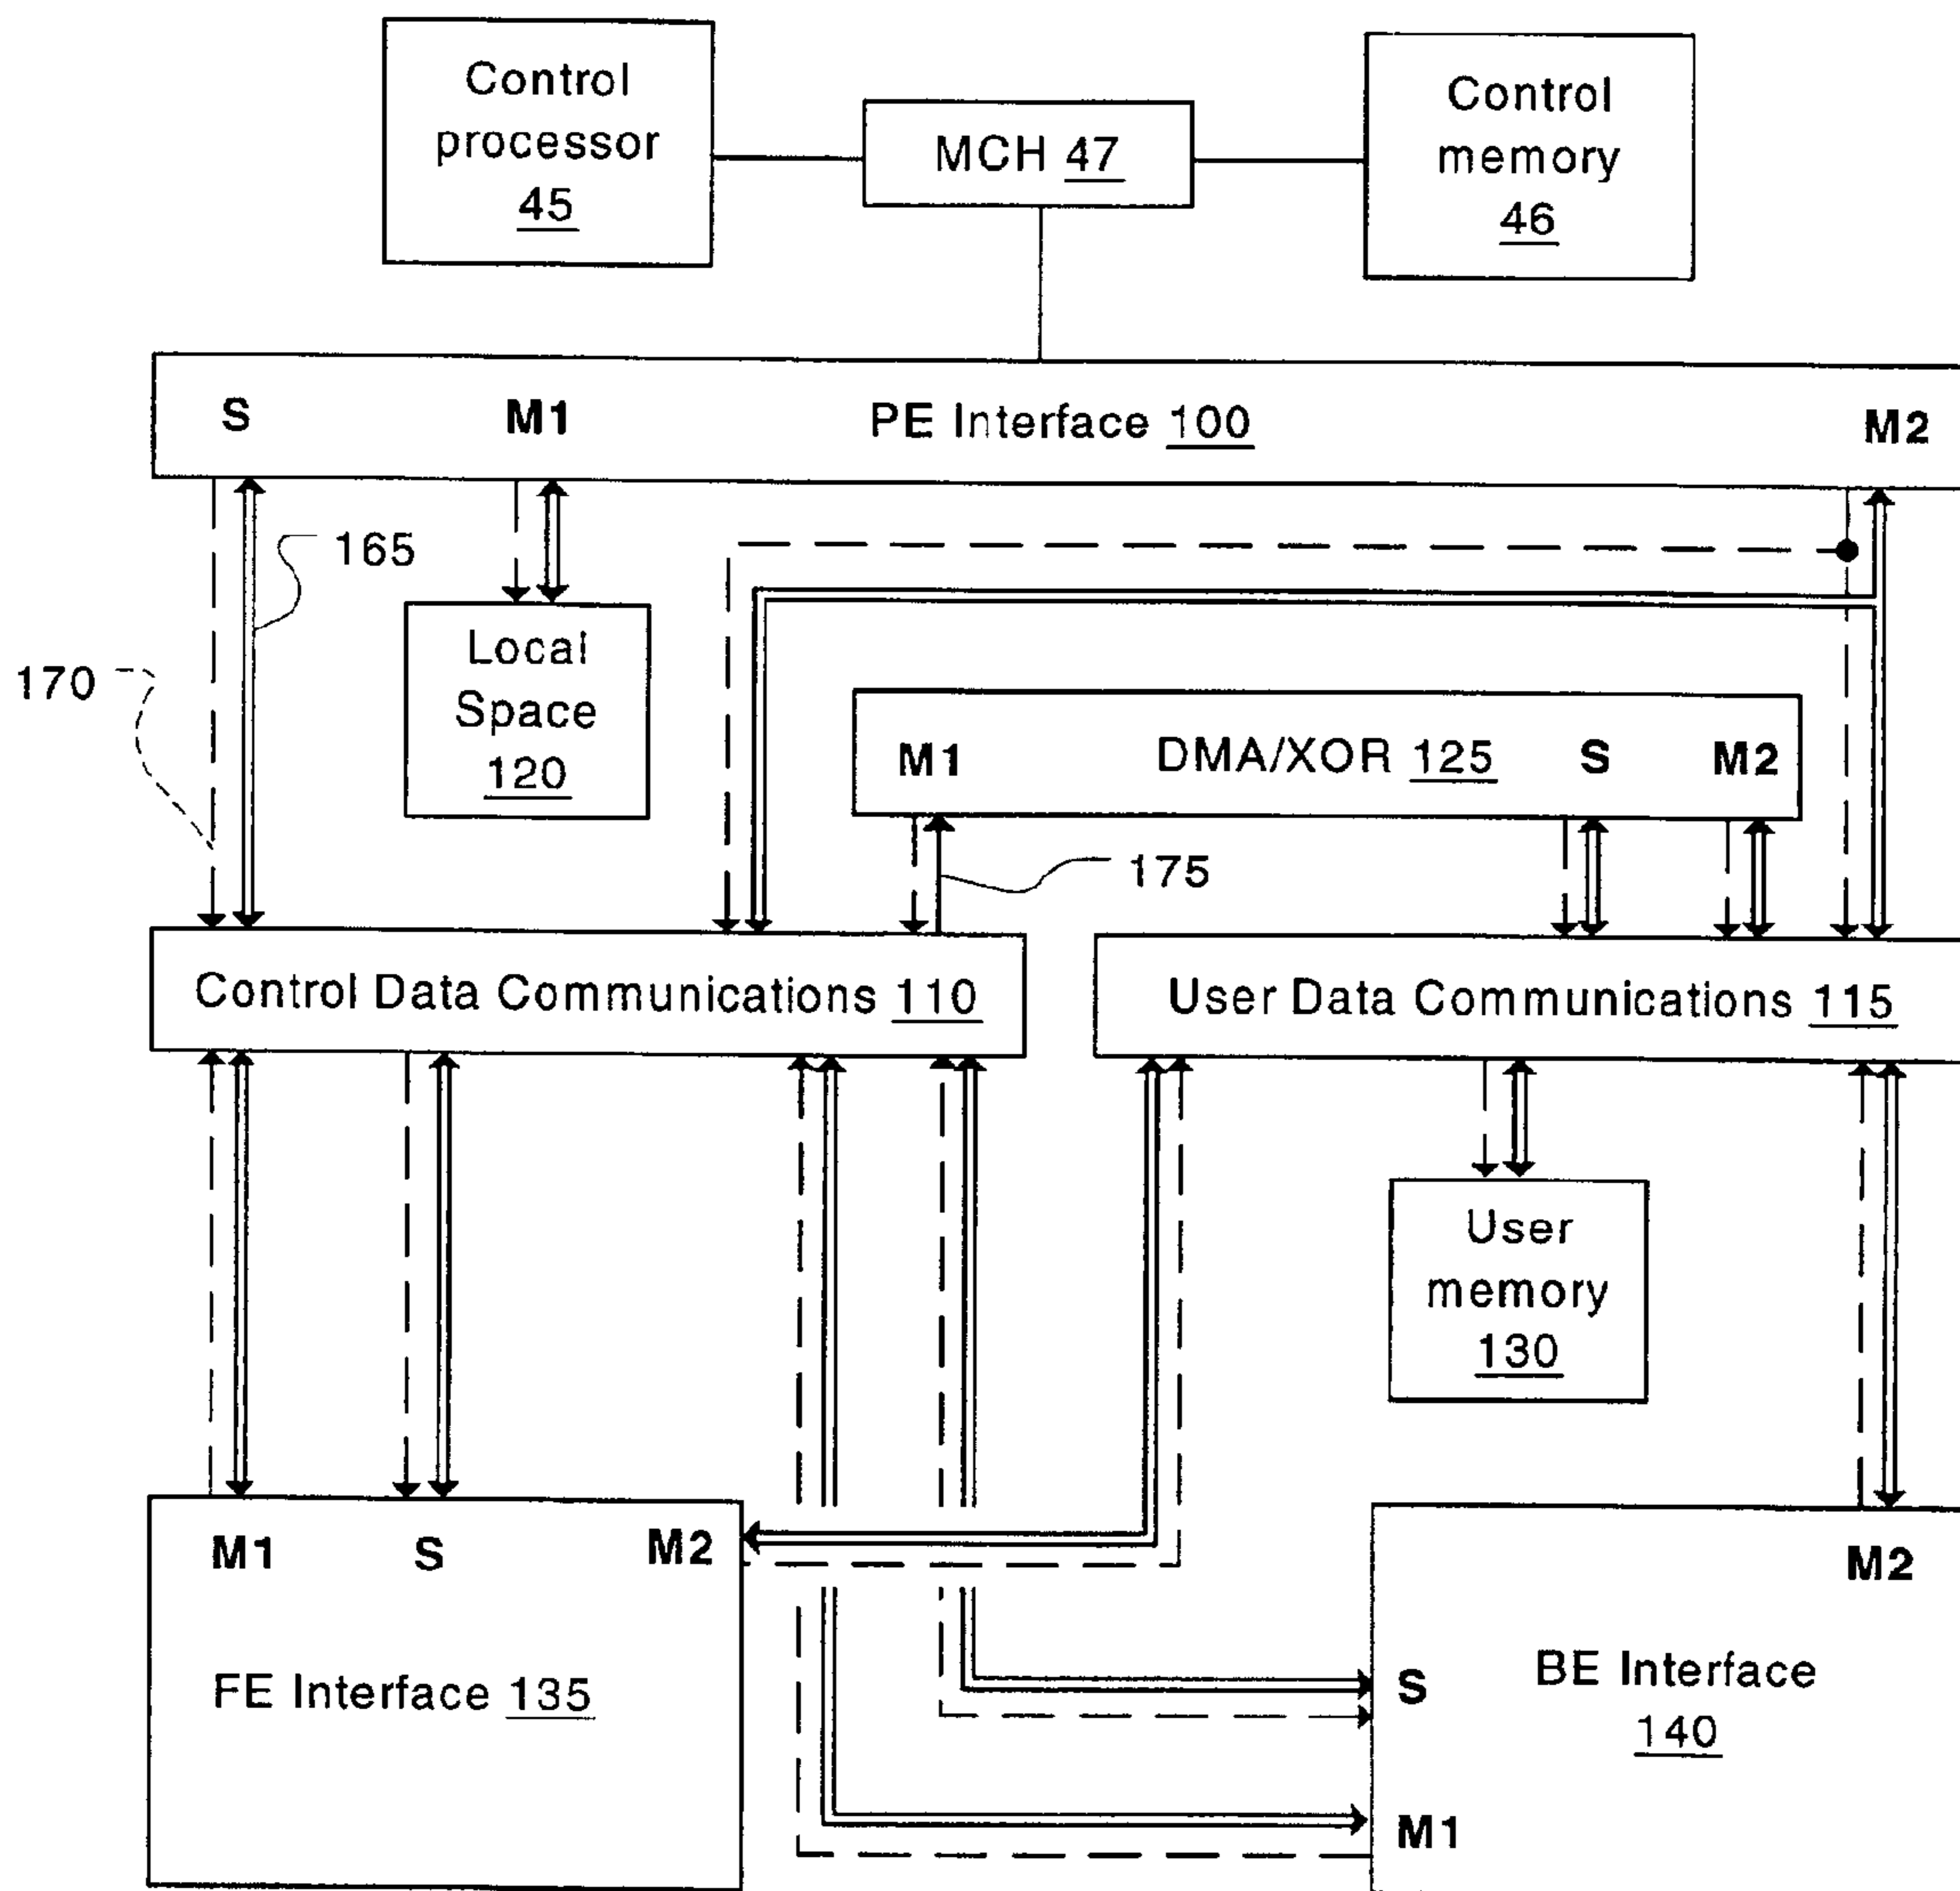 Control
processor
45
MCH 47
Control
memory
46
S
M1
PE Interface 100
M2
165
170
Local
Space
120
M1
DMA/XOR 125
S
M2
175
Control Data Communications 110
User Data Communications 115
User
memory
130
M1
S
M2
FE Interface 135
M2
S
BE Interface
140
M1